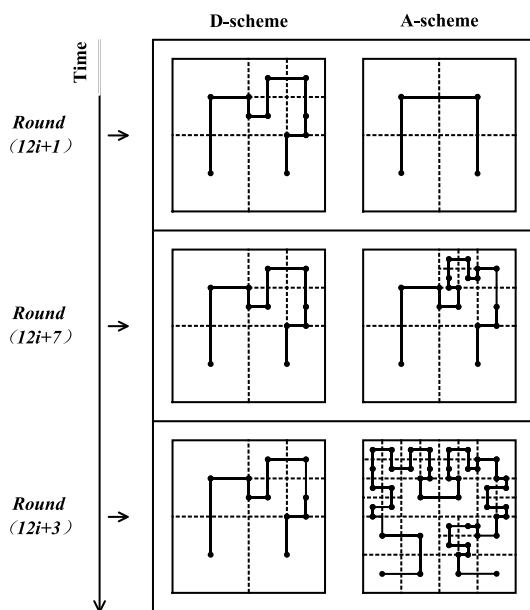 D-scheme A-scheme
Time
Round
(12i+1)
Round
(12i+7)
Round
(12i+3)